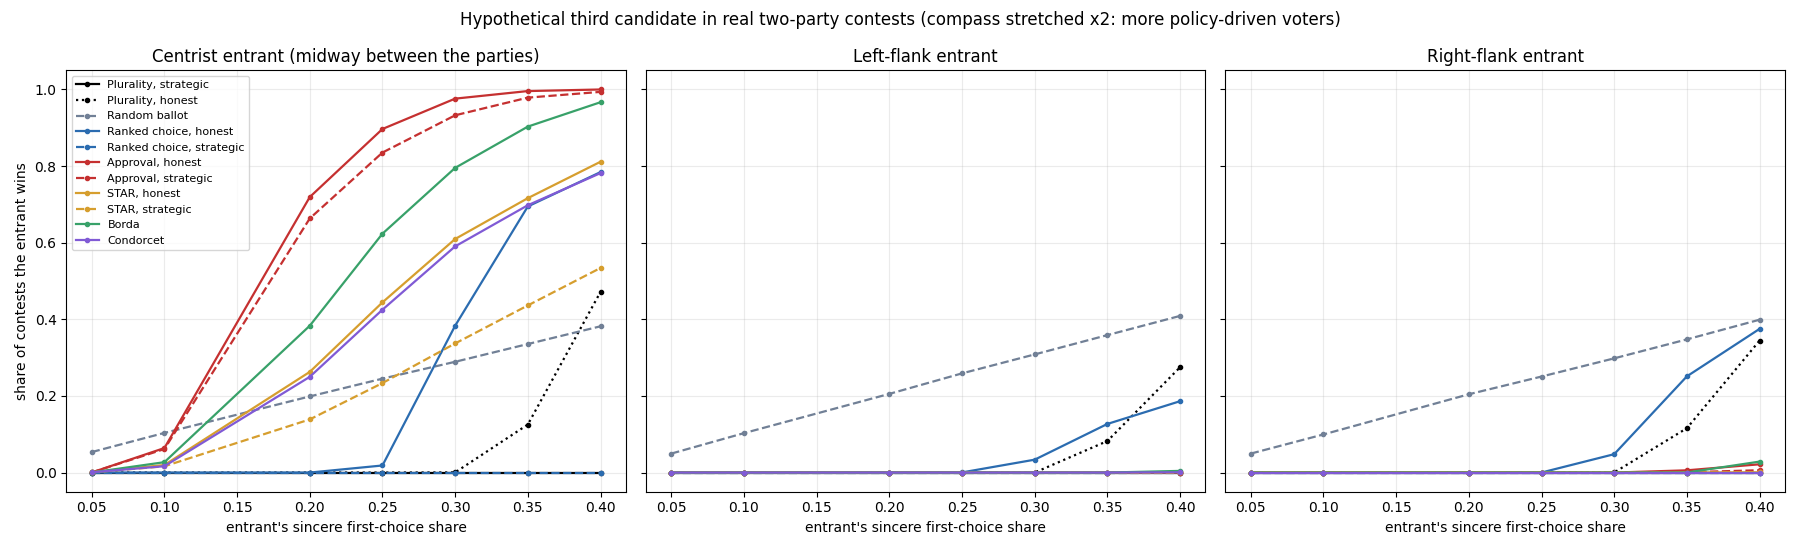 Hypothetical third candidate in real two-party contests (compass stretched x2: more policy-driven voters)
Centrist entrant (midway between the parties)
Left-flank entrant
Right-flank entrant
share of contests the entrant wins
1.0
0.8
0.6
0.4
0.2
0.0
Plurality, strategic
Plurality, honest
Random ballot
Ranked choice, honest
Ranked choice, strategic
Approval, honest
Approval, strategic
STAR, honest
STAR, strategic
Borda
Condorcet
0.05 0.10 0.15 0.20 0.25 0.30 0.35 0.40
0.05 0.10 0.15 0.20 0.25 0.30 0.35 0.40
0.05 0.10 0.15 0.20 0.25 0.30 0.35 0.40
entrant's sincere first-choice share
entrant's sincere first-choice share
entrant's sincere first-choice share